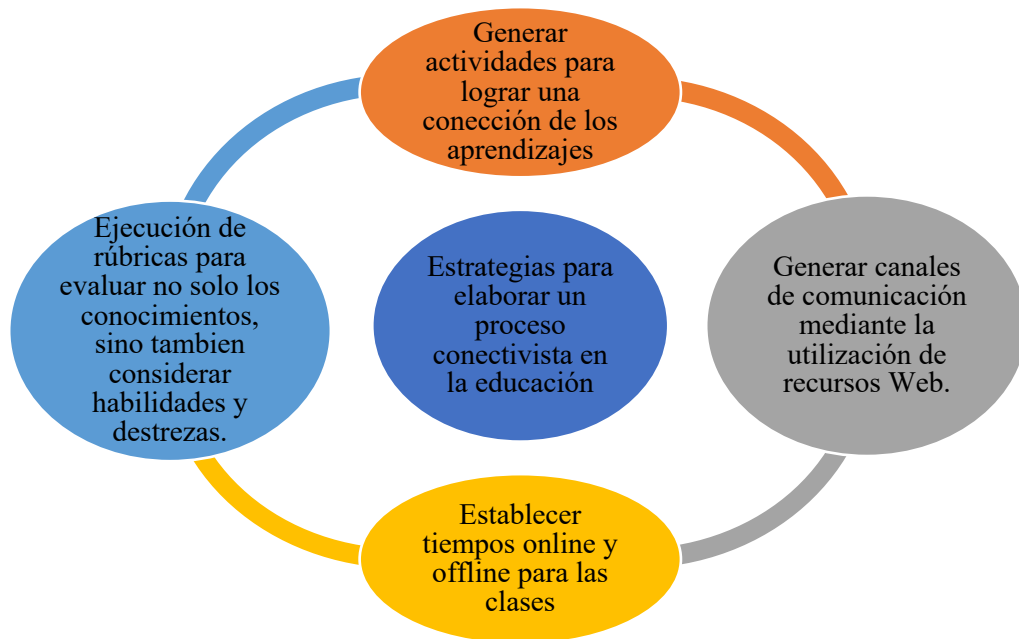 Generar
actividades para
lograr una
conección de los
aprendizajes
Ejecución de
rúbricas para
evaluar no solo los
conocimientos,
sino tambien
considerar
habilidades y
destrezas.
Estrategias para
elaborar un
proceso
conectivista en
la educación
Generar canales
de comunicación
mediante la
utilización de
recursos Web.
Establecer
tiempos online y
offline para las
clases